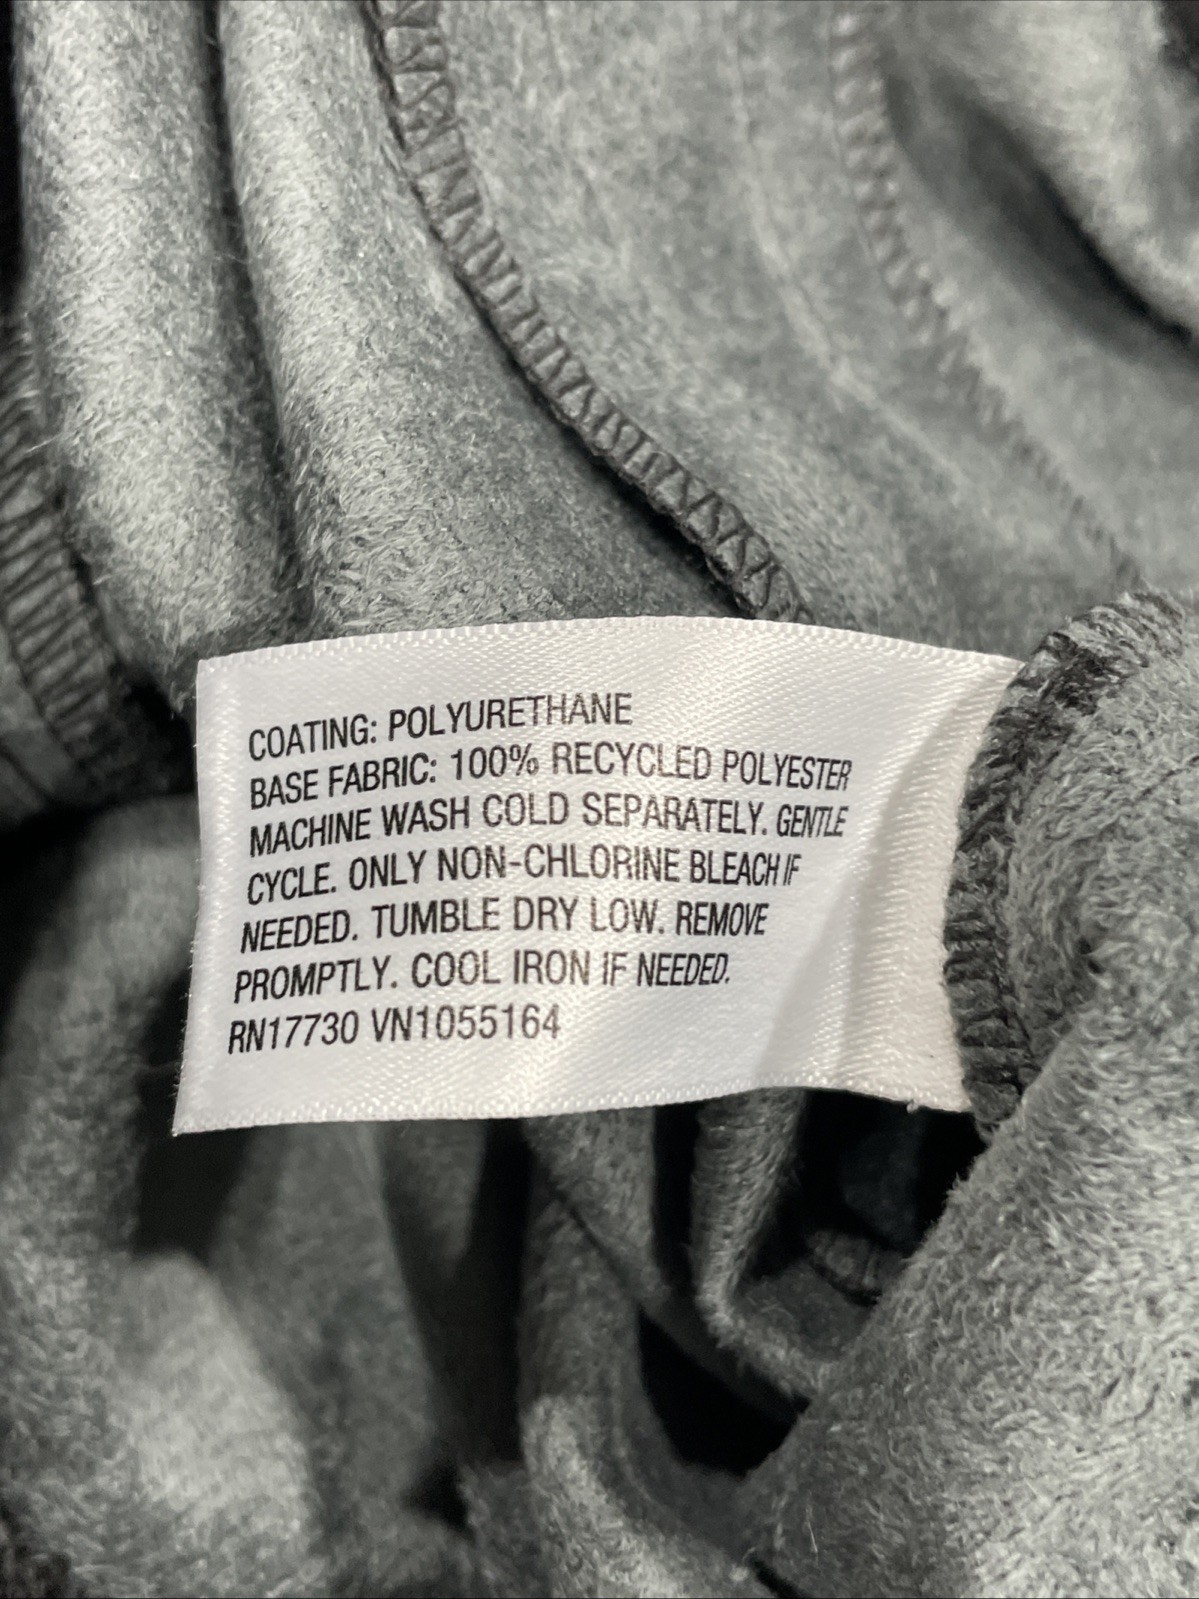 COATING: POLYURETHANE
BASE FABRIC: 100% RECYCLED POLYESTER
MACHINE WASH COLD SEPARATELY. GENTLE
CYCLE. ONLY NON-CHLORINE BLEACH IF
NEEDED. TUMBLE DRY LOW. REMOVE
PROMPTLY. COOL IRON IF NEEDED.
RN17730 VN1055164